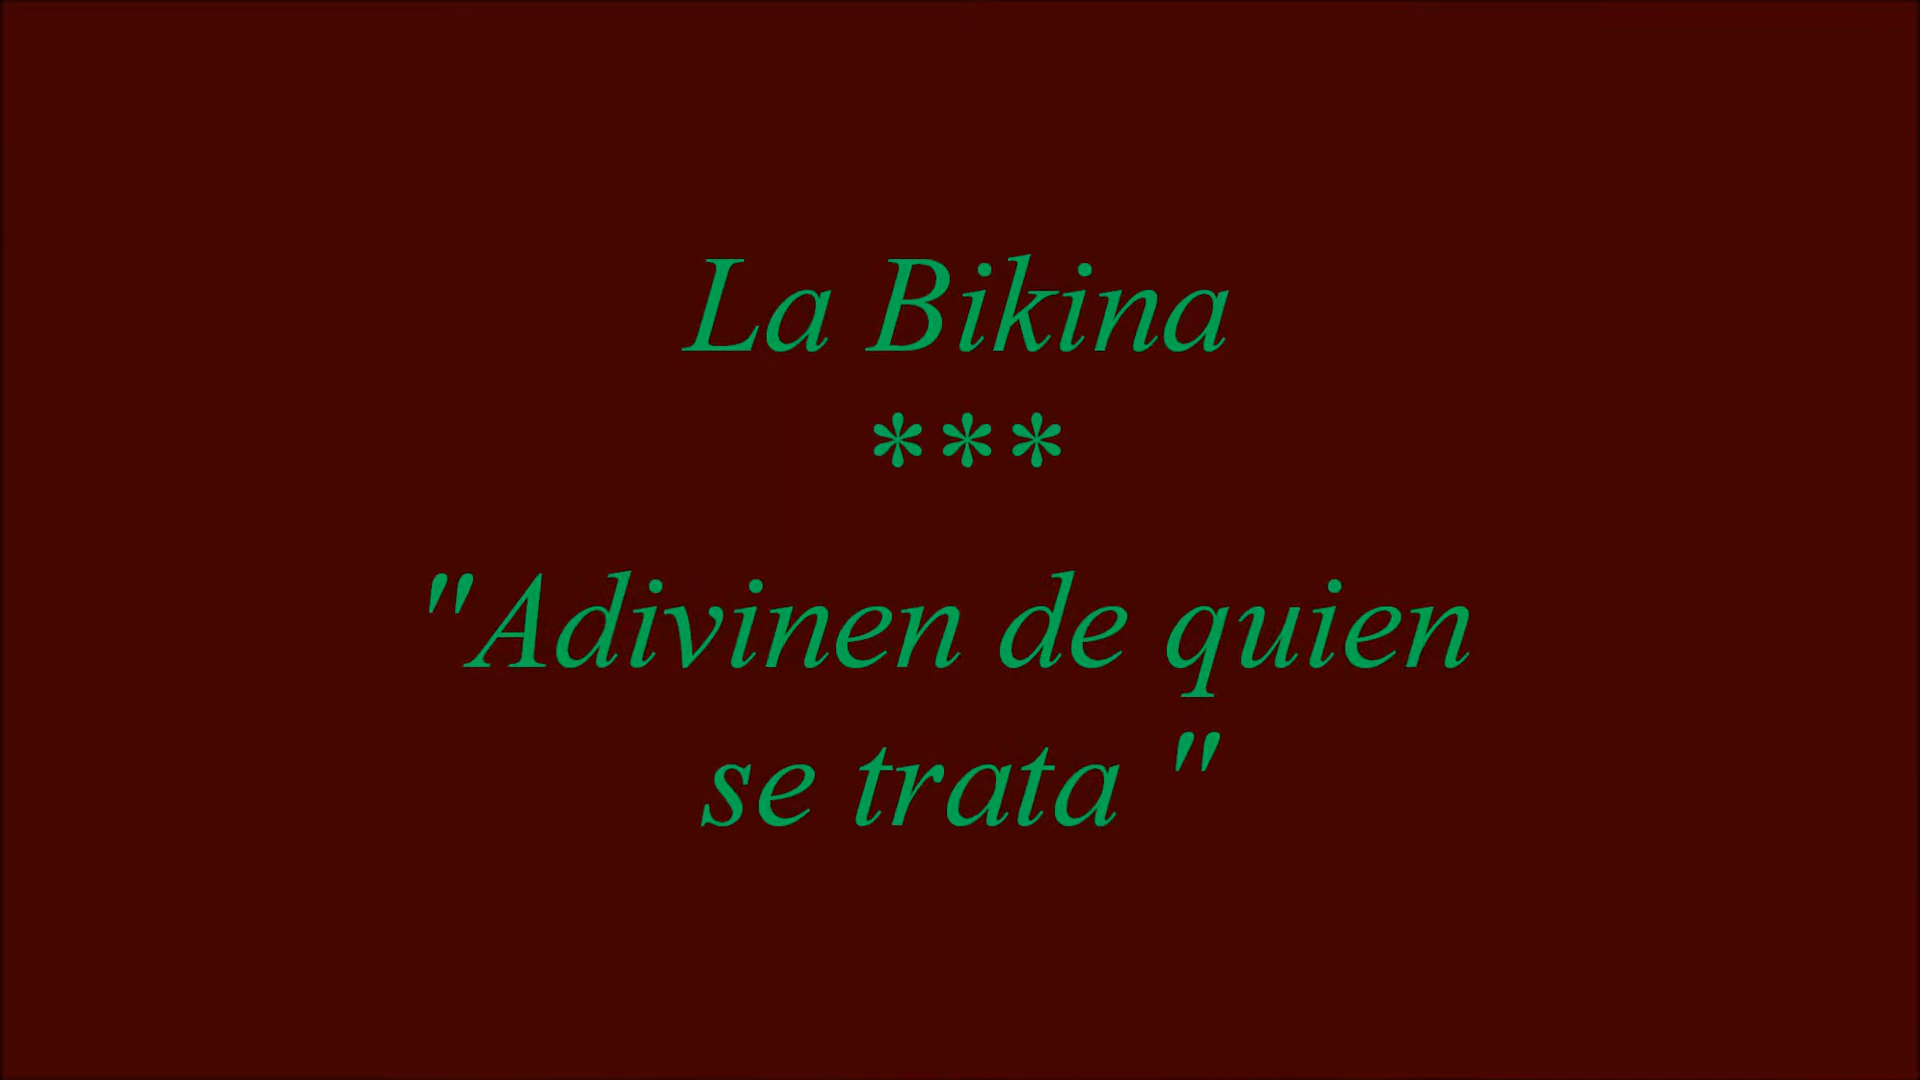 La Bikina
***
"Adivinen de quien
se trata "